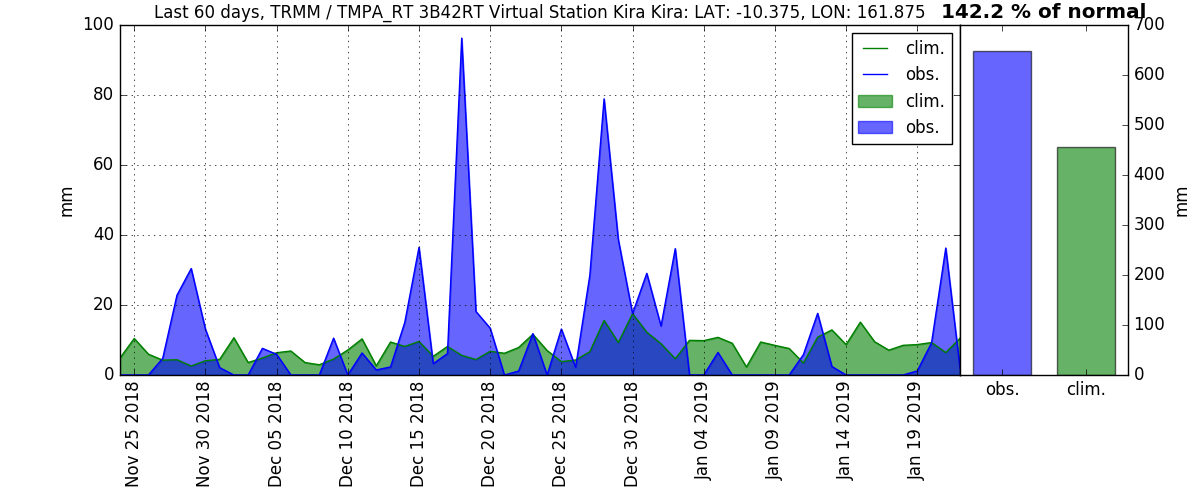 Last 60 days, TRMM / TMPA_RT 3B42RT Virtual Station Kira Kira: LAT: -10.375, LON: 161.875 142.2 % of normal
100
80
60
40
20
0
mm
clim.
obs.
clim.
obs.
700
600
500
400
300
200
100
0
mm
obs.
clim.
Nov 25 2018
Nov 30 2018
Dec 05 2018
Dec 10 2018
Dec 15 2018
Dec 20 2018
Dec 25 2018
Dec 30 2018
Jan 04 2019
Jan 09 2019
Jan 14 2019
Jan 19 2019